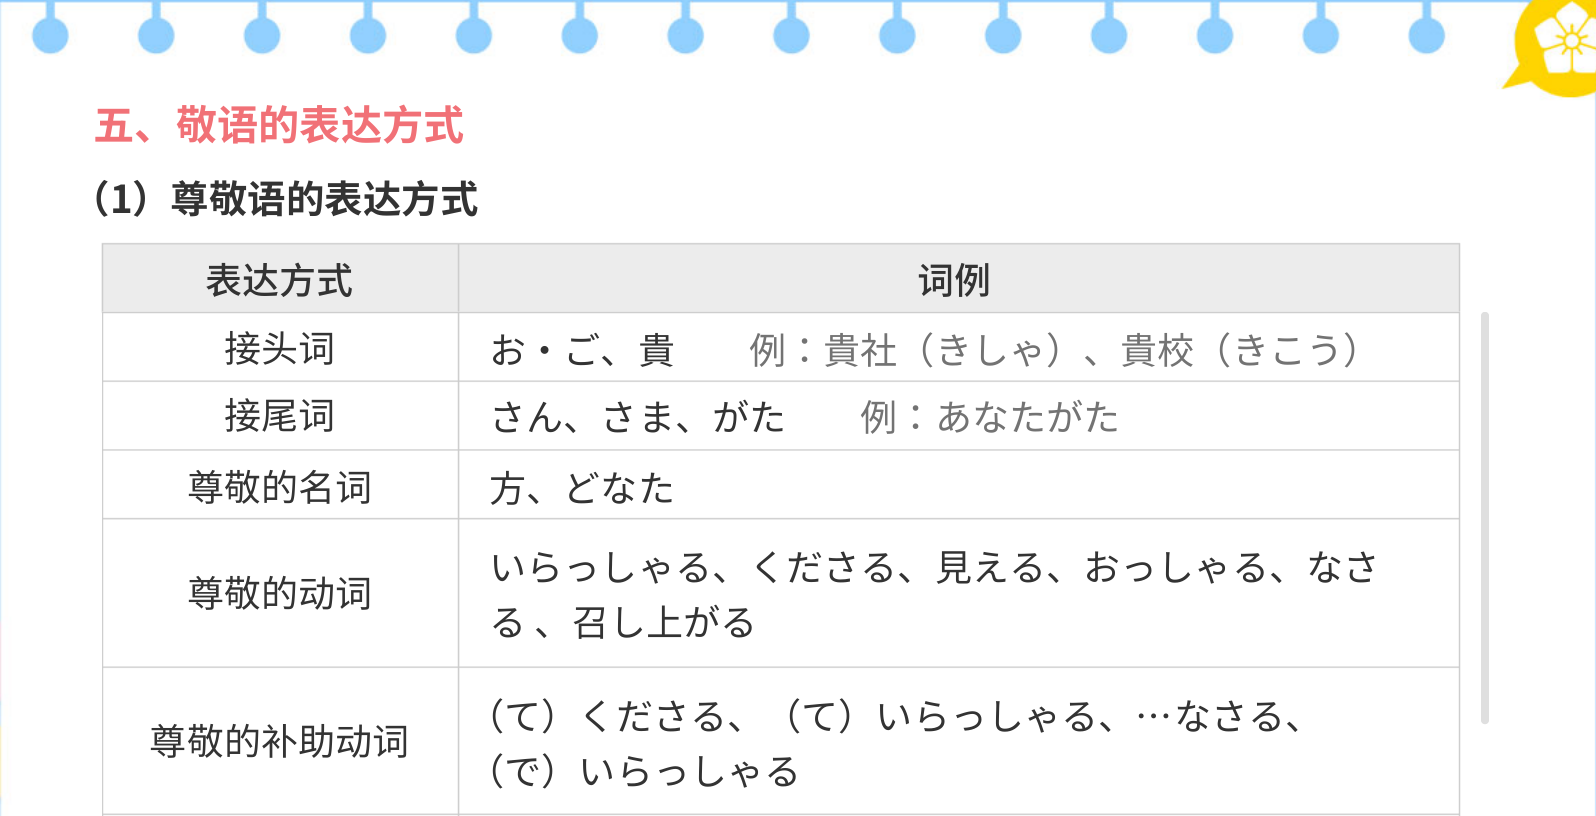 五、敬语的表达方式
（1）尊敬语的表达方式
表达方式 词例
接头词 お・ご、貴 例：貴社（きしゃ）、貴校（きこう）
接尾词 さん、さま、がた 例：あなたがた
尊敬的名词 方、どなた
尊敬的动词 いらっしゃる、くださる、見える、おっしゃる、なさ
る 、召し上がる
尊敬的补助动词 （て）くださる、（て）いらっしゃる、…なさる、
（で）いらっしゃる